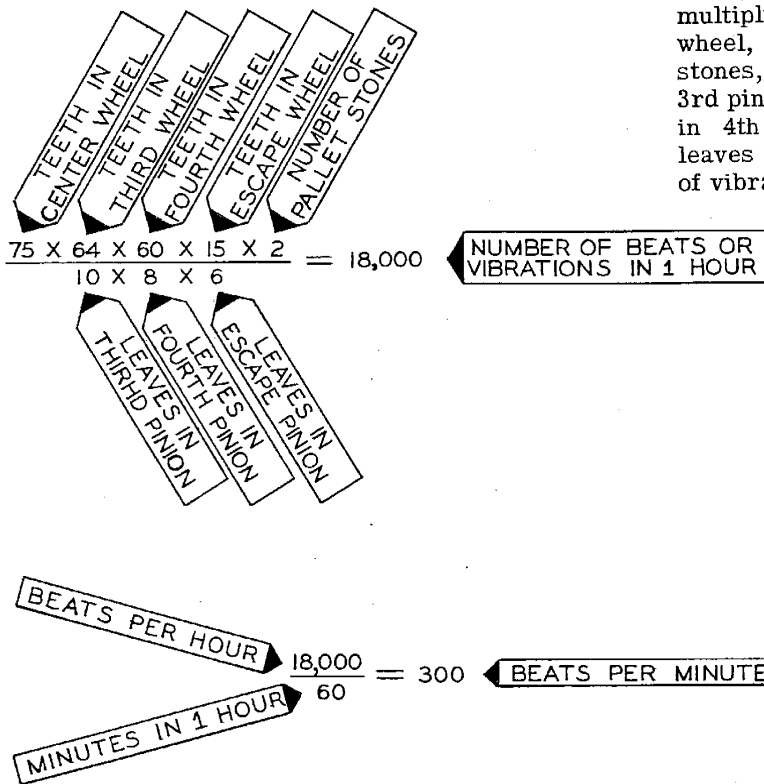 multipli
wheel,
stones,
3rd pin
in 4th
leaves
of vibra
TEETH IN
CENTER WHEEL
TEETH IN
THIRD WHEEL
TEETH IN
FOURTH WHEEL
TEETH IN
ESCAPE WHEEL
NUMBER OF
PALLET STONES
75 X 64 X 60 X 15 X 2
10 X 8 X 6
= 18,000
NUMBER OF BEATS OR
VIBRATIONS IN 1 HOUR
LEAVES IN
THIRHD PINION
LEAVES IN
FOURTH PINION
LEAVES IN
ESCAPE PINION
BEATS PER HOUR
MINUTES IN 1 HOUR
18,000
60
= 300
BEATS PER MINUTE